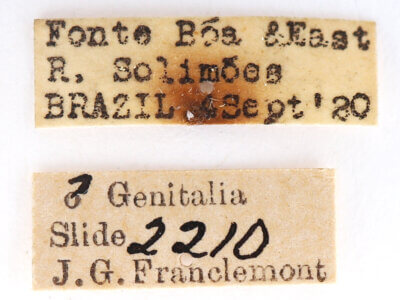 Fonte Bôa &East
R. Solimões
BRAZIL 4Sept'20
♂ Genitalia
Slide 2210
J.G. Franclemont